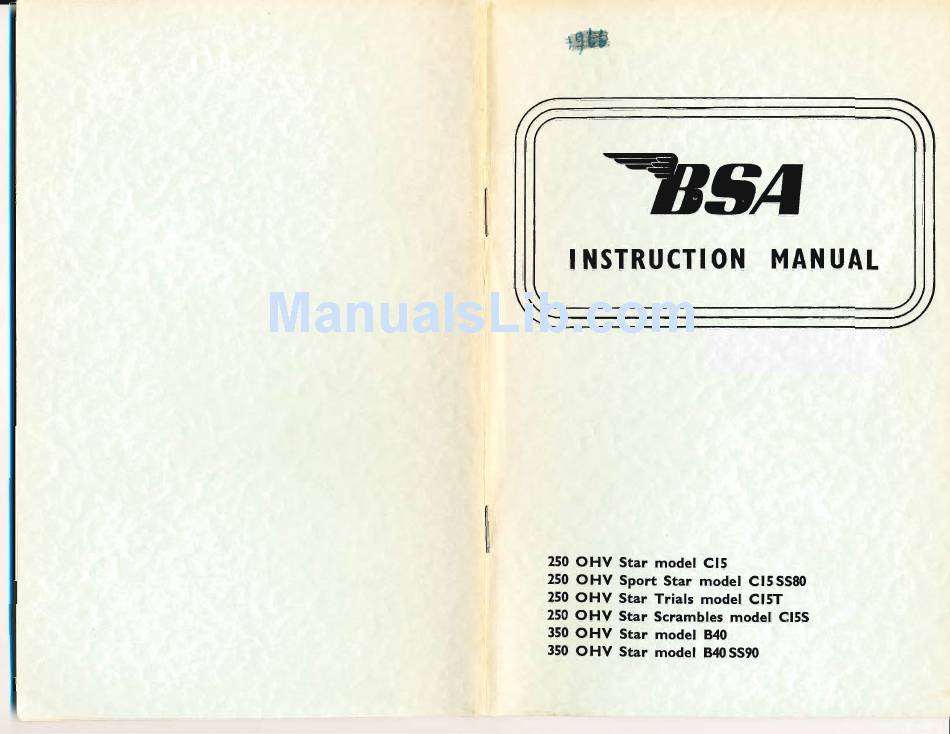 1966
BSA
INSTRUCTION MANUAL
ManualsLib.com
250 OHV Star model C15
250 OHV Sport Star model C15 SS80
250 OHV Star Trials model C15T
250 OHV Star Scrambles model C15S
350 OHV Star model B40
350 OHV Star model B40 SS90